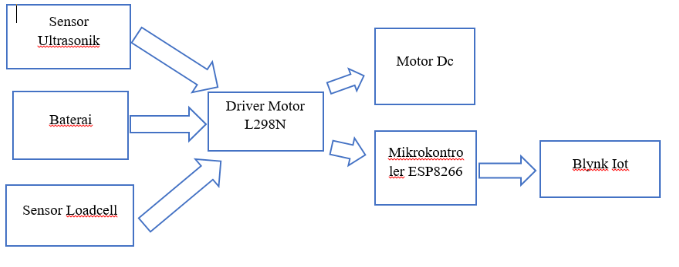 Sensor
Ultrasonik
Baterai
Sensor Loadcell
Driver Motor
L298N
Motor Dc
Mikrokontro
ler ESP8266
Blynk Iot